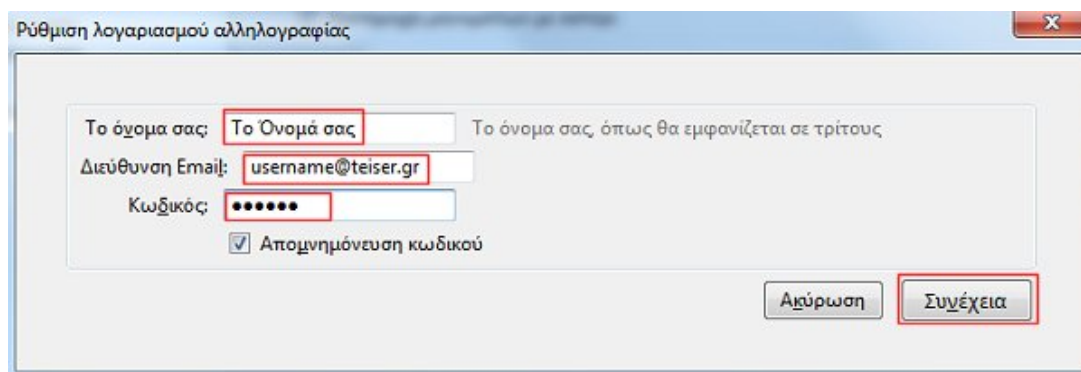 Ρύθμιση λογαριασμού αλληλογραφίας
Το όνομα σας: Το Όνομά σας Το όνομα σας, όπως θα εμφανίζεται σε τρίτους
Διεύθυνση Email: username@teiser.gr
Κωδικός: ••••••
Απομνημόνευση κωδικού
Ακύρωση Συνέχεια